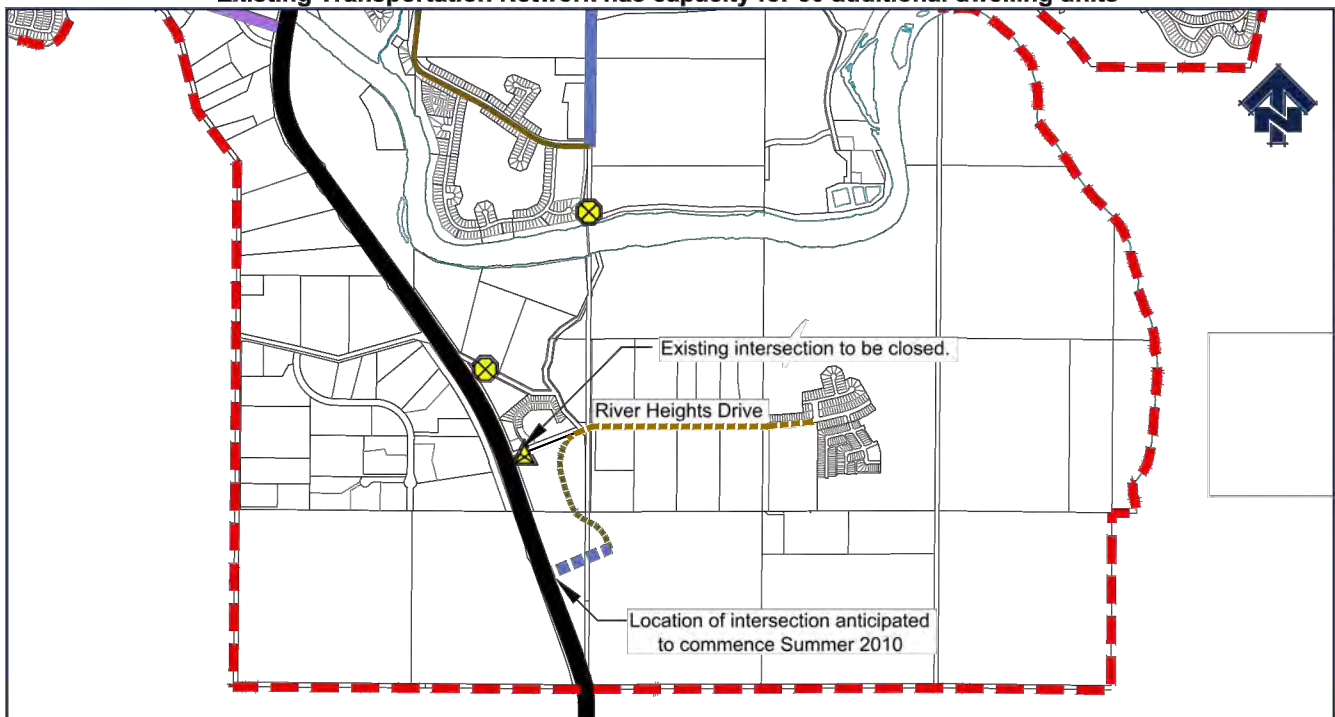 Existing Transportation Network has capacity for 60 additional dwelling units
N
Existing intersection to be closed.
River Heights Drive
Location of intersection anticipated
to commence Summer 2010